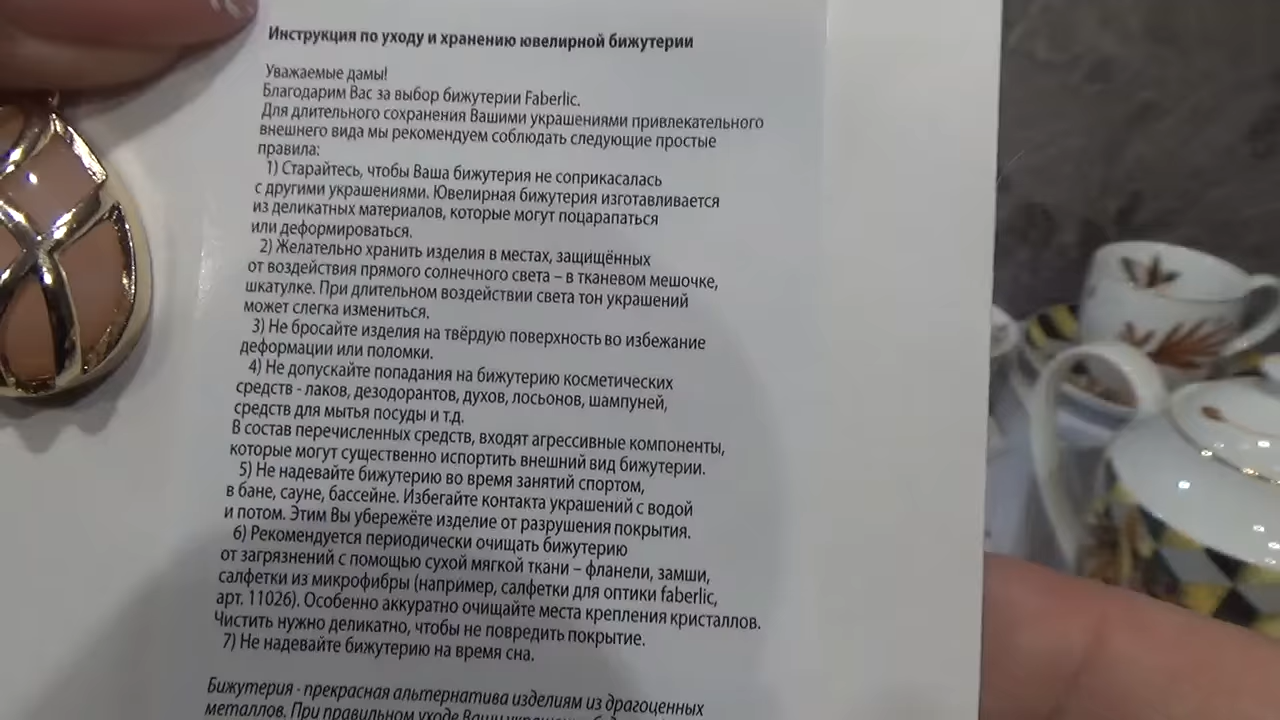 Инструкция по уходу и хранению ювелирной бижутерии
Уважаемые дамы!
Благодарим Вас за выбор бижутерии Faberlic.
Для длительного сохранения Вашими украшениями привлекательного
внешнего вида мы рекомендуем соблюдать следующие простые
правила:
1) Старайтесь, чтобы Ваша бижутерия не соприкасалась
с другими украшениями. Ювелирная бижутерия изготавливается
из деликатных материалов, которые могут поцарапаться
или деформироваться.
2) Желательно хранить изделия в местах, защищённых
от воздействия прямого солнечного света – в тканевом мешочке,
шкатулке. При длительном воздействии света тон украшений
может слегка измениться.
3) Не бросайте изделия на твёрдую поверхность во избежание
деформации или поломки.
4) Не допускайте попадания на бижутерию косметических
средств - лаков, дезодорантов, духов, лосьонов, шампуней,
средств для мытья посуды и т.д.
В состав перечисленных средств, входят агрессивные компоненты,
которые могут существенно испортить внешний вид бижутерии.
5) Не надевайте бижутерию во время занятий спортом,
в бане, сауне, бассейне. Избегайте контакта украшений с водой
и потом. Этим Вы убережёте изделие от разрушения покрытия.
6) Рекомендуется периодически очищать бижутерию
от загрязнений с помощью сухой мягкой ткани – фланели, замши,
салфетки из микрофибры (например, салфетки для оптики faberlic,
арт. 11026). Особенно аккуратно очищайте места крепления кристаллов.
Чистить нужно деликатно, чтобы не повредить покрытие.
7) Не надевайте бижутерию на время сна.
Бижутерия - прекрасная альтернатива изделиям из драгоценных
металлов. При правильном уходе Ваши